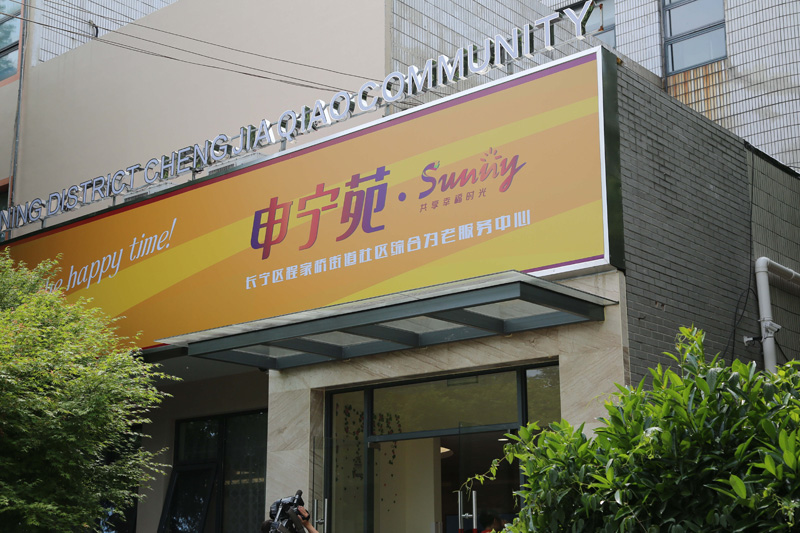 NING DISTRICT CHENG JIA QIAO COMMUNITY
he happy time!
申宁苑·Sunny
共享幸福时光
长宁区程家桥街道社区综合为老服务中心